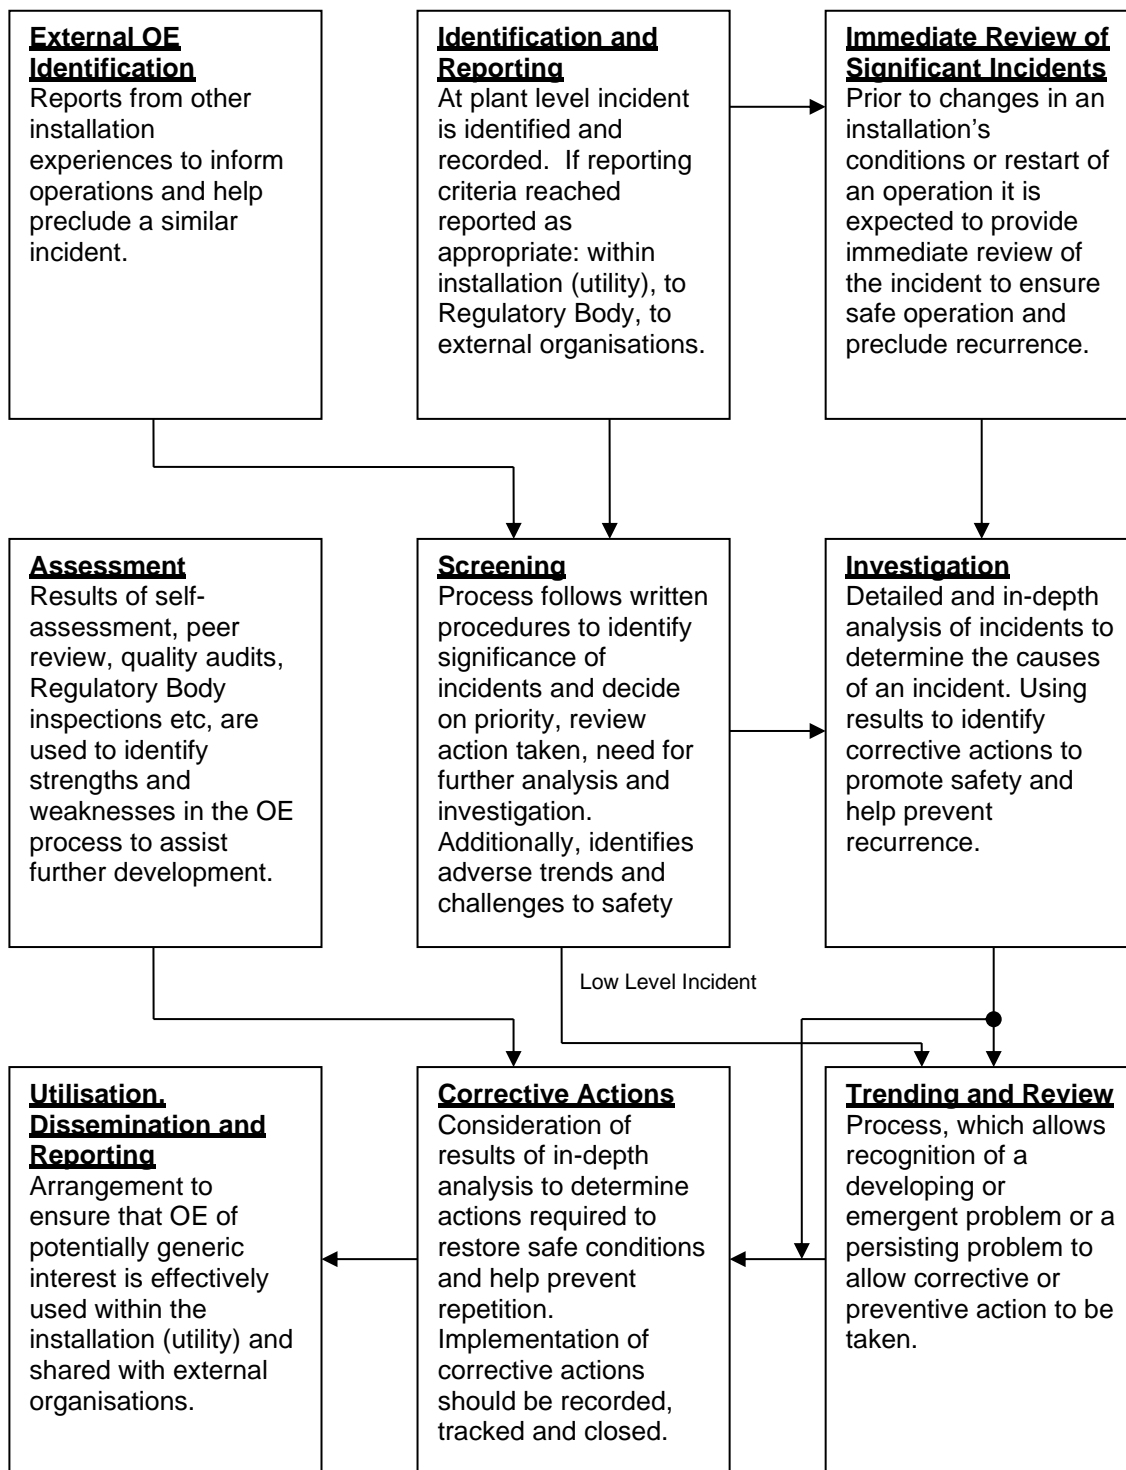 External OE
Identification
Reports from other
installation
experiences to inform
operations and help
preclude a similar
incident.
Identification and
Reporting
At plant level incident
is identified and
recorded.  If reporting
criteria reached
reported as
appropriate: within
installation (utility), to
Regulatory Body, to
external organisations.
Immediate Review of
Significant Incidents
Prior to changes in an
installation’s
conditions or restart of
an operation it is
expected to provide
immediate review of
the incident to ensure
safe operation and
preclude recurrence.
Assessment
Results of self-
assessment, peer
review, quality audits,
Regulatory Body
inspections etc, are
used to identify
strengths and
weaknesses in the OE
process to assist
further development.
Screening
Process follows written
procedures to identify
significance of
incidents and decide
on priority, review
action taken, need for
further analysis and
investigation.
Additionally, identifies
adverse trends and
challenges to safety
Investigation
Detailed and in-depth
analysis of incidents to
determine the causes
of an incident. Using
results to identify
corrective actions to
promote safety and
help prevent
recurrence.
Low Level Incident
Utilisation,
Dissemination and
Reporting
Arrangement to
ensure that OE of
potentially generic
interest is effectively
used within the
installation (utility) and
shared with external
organisations.
Corrective Actions
Consideration of
results of in-depth
analysis to determine
actions required to
restore safe conditions
and help prevent
repetition.
Implementation of
corrective actions
should be recorded,
tracked and closed.
Trending and Review
Process, which allows
recognition of a
developing or
emergent problem or a
persisting problem to
allow corrective or
preventive action to be
taken.